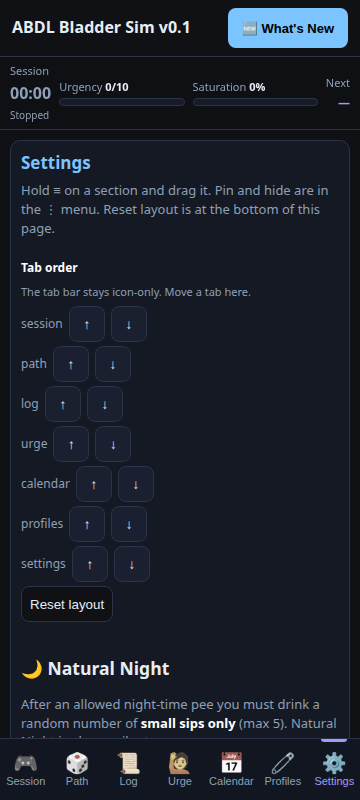 ABDL Bladder Sim v0.1
🆕 What's New
Session
00:00
Stopped
Urgency 0/10
Saturation 0%
Next
—
Settings
Hold ≡ on a section and drag it. Pin and hide are in
the ⋮ menu. Reset layout is at the bottom of this
page.
Tab order
The tab bar stays icon-only. Move a tab here.
session ↑ ↓
path ↑ ↓
log ↑ ↓
urge ↑ ↓
calendar ↑ ↓
profiles ↑ ↓
settings ↑ ↓
Reset layout
🌙 Natural Night
After an allowed night-time pee you must drink a
random number of small sips only (max 5). Natural
Session
Path
Log
Urge
Calendar
Profiles
Settings